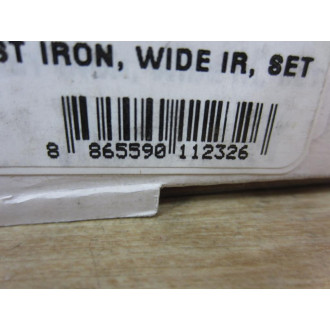 ST IRON, WIDE IR, SET
8 865590 112326